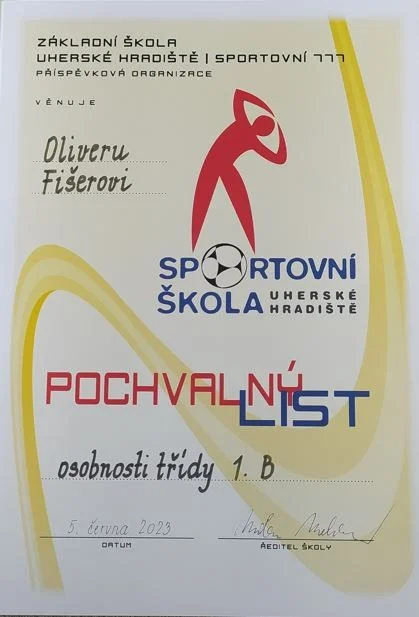 ZÁKLADNÍ ŠKOLA
UHERSKÉ HRADIŠTĚ | SPORTOVNÍ 777
PŘÍSPĚVKOVÁ ORGANIZACE
VĚNUJE
Oliveru
Fišerovi
SPORTOVNÍ
ŠKOLA UHERSKÉ
HRADIŠTĚ
POCHVALNÝ
LIST
osobnosti třídy 1. B
5. června 2023
DATUM
ŘEDITEL ŠKOLY